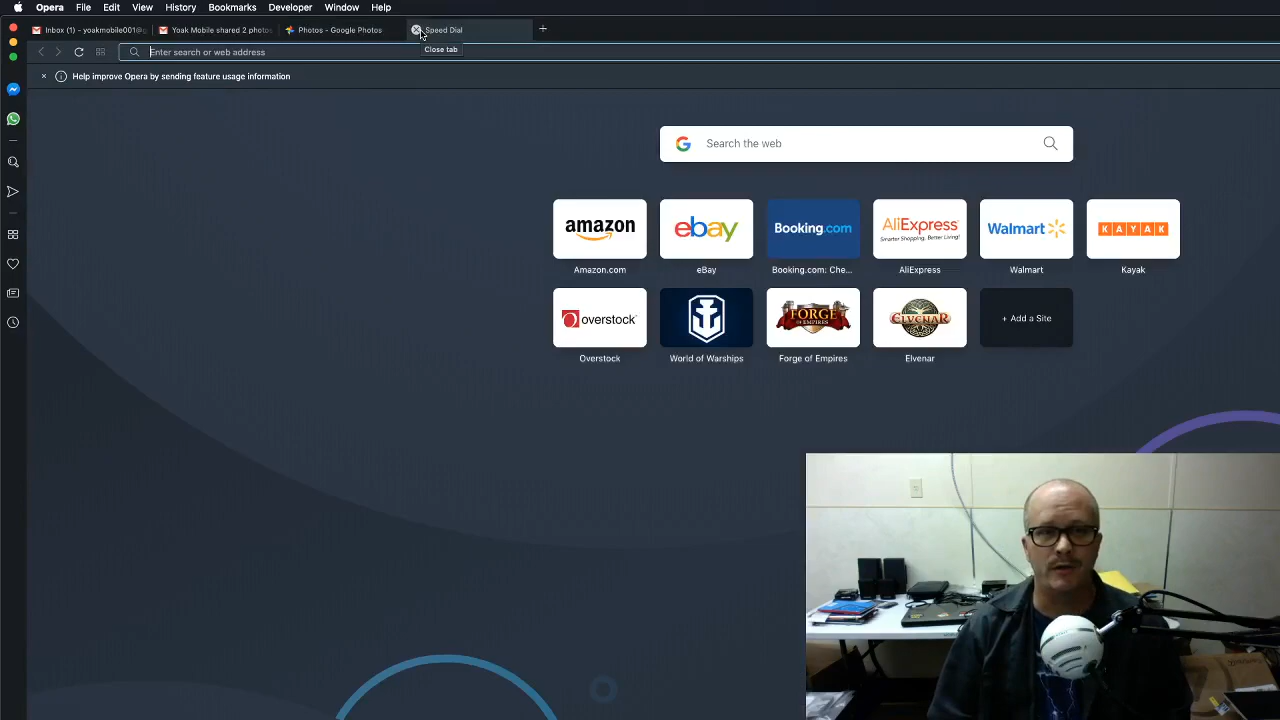 Opera File Edit View History Bookmarks Developer Window Help
Inbox (1) – yoakmobile001@g Yoak Mobile shared 2 photos Photos - Google Photos Speed Dial
Close tab
Enter search or web address
Help improve Opera by sending feature usage information
Search the web
amazon ebay Booking.com AliExpress Walmart KAYAK
Smarter Shopping, Better Living!
Amazon.com eBay Booking.com: Che... AliExpress Walmart Kayak
overstock FORGE OF EMPIRES ELVENAR + Add a Site
Overstock World of Warships Forge of Empires Elvenar